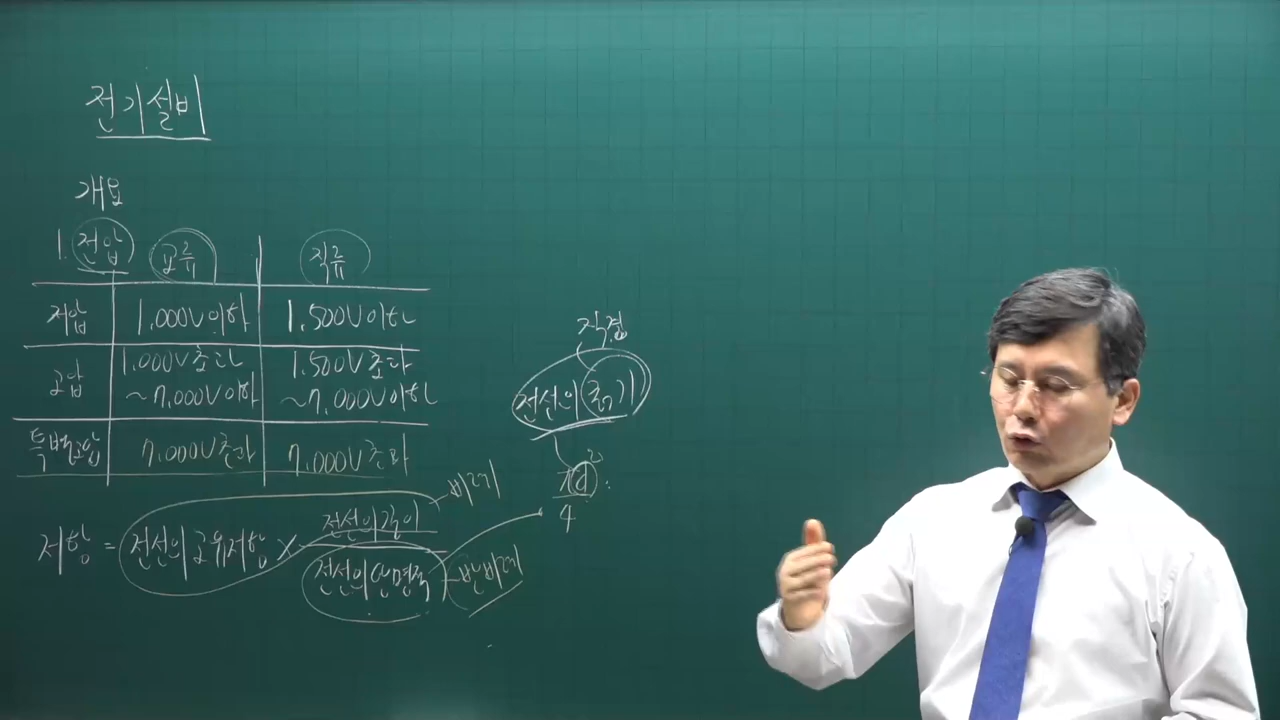 전기설비
개요
1. 전압 교류 직류
저압 1.000V 이하 1.500V 이하
고압 1.000V 초과 ~7.000V 이하 1.500V 초과 ~7.000V 이하
특별고압 7.000V 초과 7.000V 초과
저항 = 전선의 고유저항 × 전선의 길이
전선의 단면적
비례
반비례
직경
전선의 굵기
πd²
4